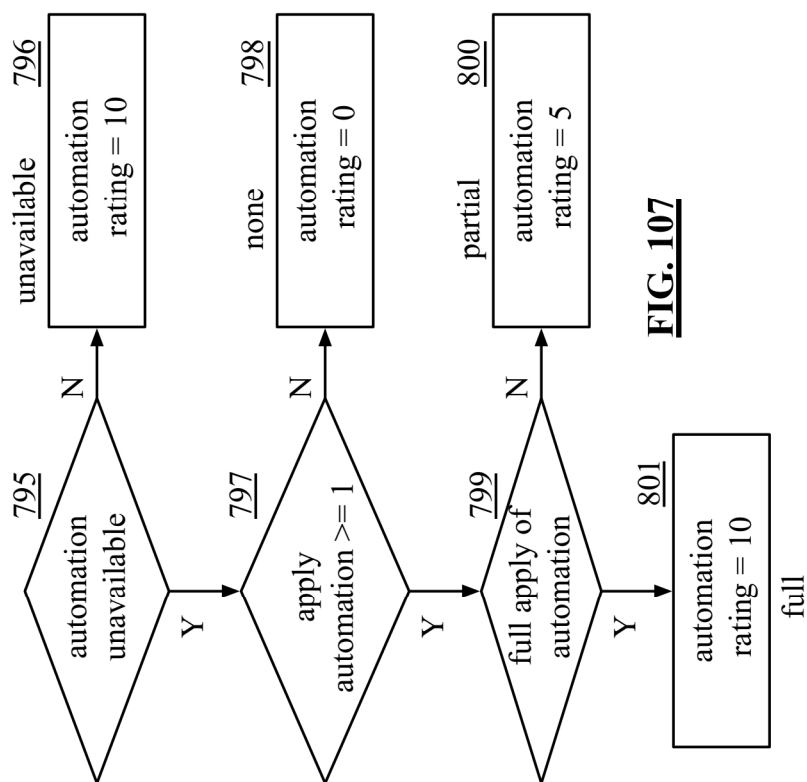 795
automation
unavailable
N
unavailable
796
automation
rating = 10
Y
797
apply
automation >= 1
N
none
798
automation
rating = 0
Y
799
full apply of
automation
N
partial
800
automation
rating = 5
Y
801
automation
rating = 10
full
FIG. 107